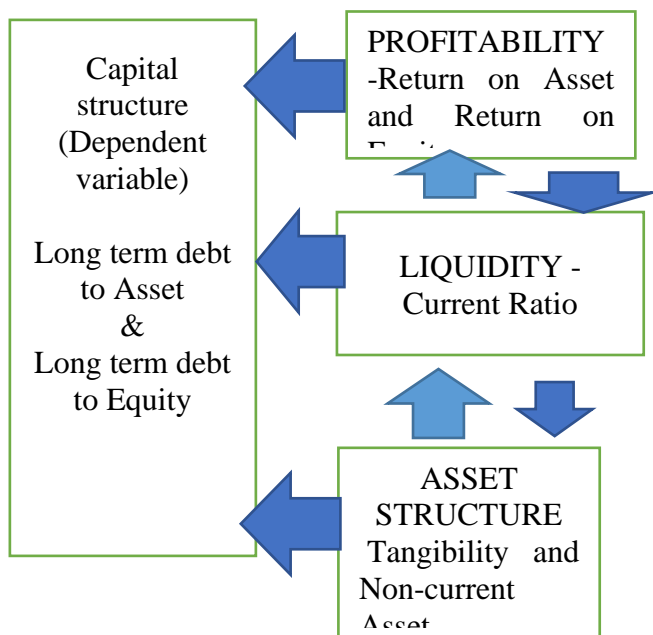 Capital
structure
(Dependent
variable)
Long term debt
to Asset
&
Long term debt
to Equity
PROFITABILITY
-Return on Asset
and Return on
LIQUIDITY -
Current Ratio
ASSET
STRUCTURE
Tangibility and
Non-current
Asset